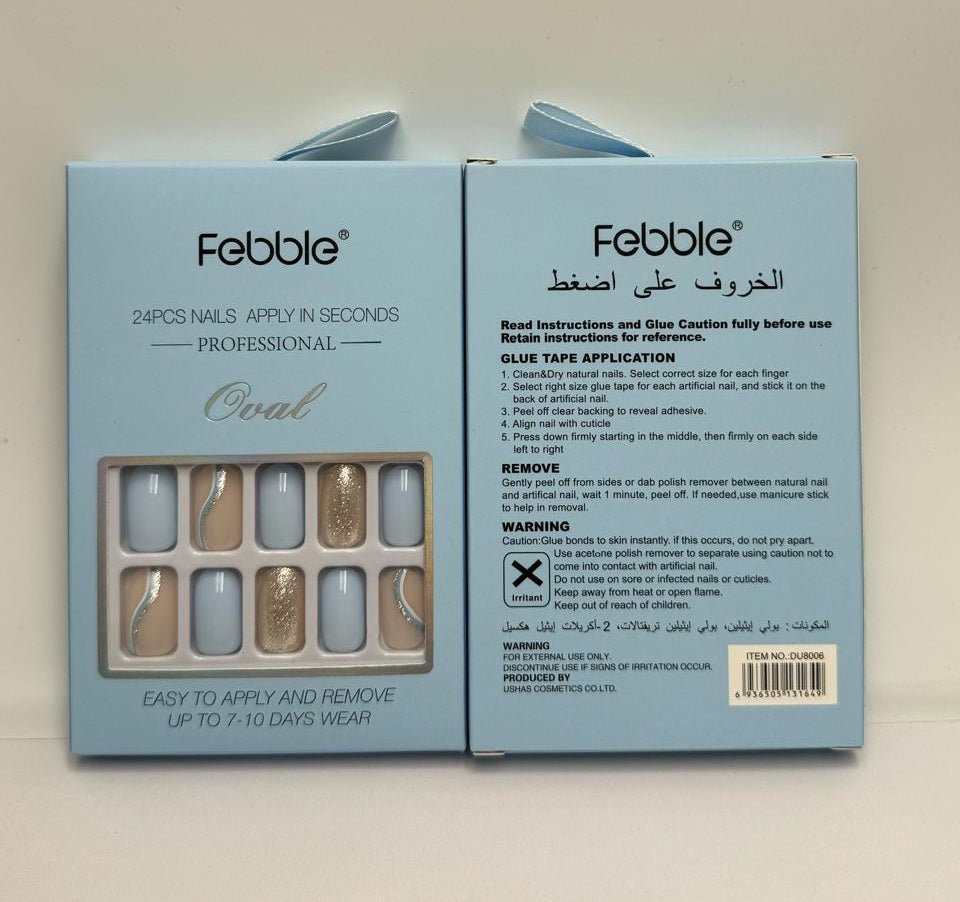 Febble®
24PCS NAILS APPLY IN SECONDS
PROFESSIONAL
Oval
EASY TO APPLY AND REMOVE
UP TO 7-10 DAYS WEAR
Febble®
الخروف على اضغط
Read Instructions and Glue Caution fully before use
Retain instructions for reference.
GLUE TAPE APPLICATION
1. Clean&Dry natural nails. Select correct size for each finger
2. Select right size glue tape for each artificial nail, and stick it on the
back of artificial nail.
3. Peel off clear backing to reveal adhesive.
4. Align nail with cuticle
5. Press down firmly starting in the middle, then firmly on each side
left to right
REMOVE
Gently peel off from sides or dab polish remover between natural nail
and artifical nail, wait 1 minute, peel off. If needed,use manicure stick
to help in removal.
WARNING
Caution:Glue bonds to skin instantly. if this occurs, do not pry apart.
Use acetone polish remover to separate using caution not to
come into contact with artificial nail.
Do not use on sore or infected nails or cuticles.
Keep away from heat or open flame.
Keep out of reach of children.
Irritant
المكونات : بولي إيثيلين، بولي إيثيلين تريفتالات، 2-أكريلات إيثيل هكسيل
WARNING
FOR EXTERNAL USE ONLY.
DISCONTINUE USE IF SIGNS OF IRRITATION OCCUR.
PRODUCED BY
USHAS COSMETICS CO.LTD.
ITEM NO.:DU8006
6 936505 131649